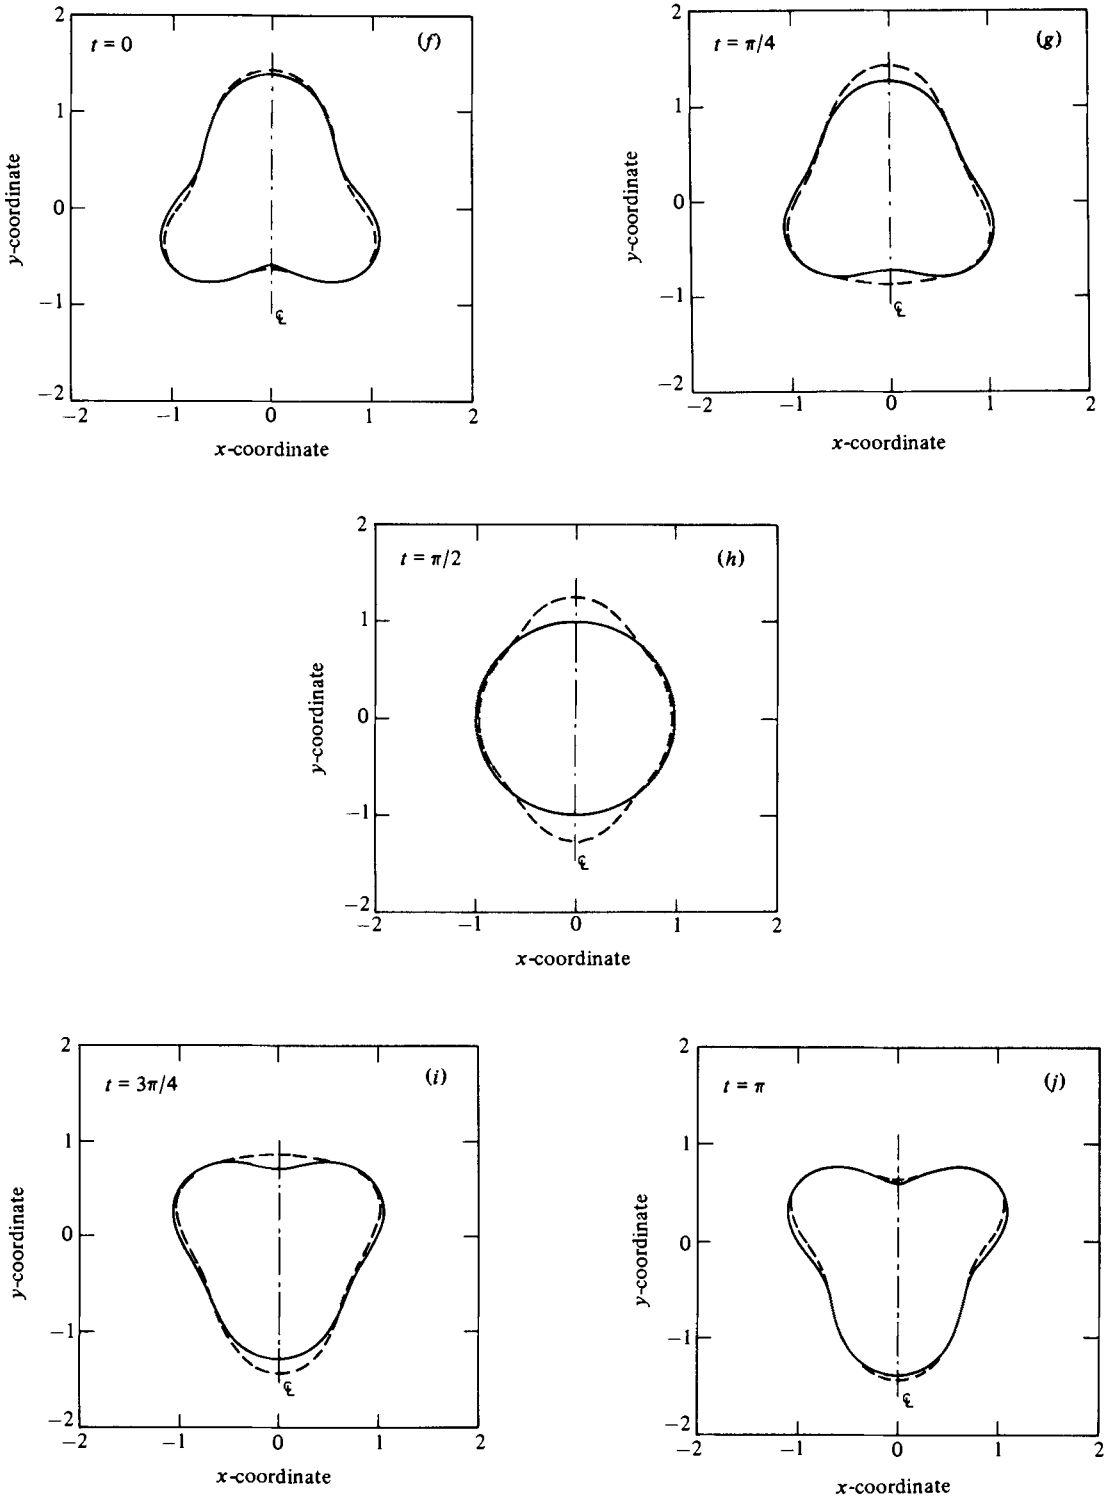 2
t = 0
(f)
1
y-coordinate
0
−1
℄
−2
−2 −1 0 1 2
x-coordinate
2
t = π/4
(g)
1
y-coordinate
0
−1
℄
−2
−2 −1 0 1 2
x-coordinate
2
t = π/2
(h)
1
y-coordinate
0
−1
℄
−2
−2 −1 0 1 2
x-coordinate
2
t = 3π/4
(i)
1
y-coordinate
0
−1
℄
−2
−2 −1 0 1 2
x-coordinate
2
t = π
(j)
1
y-coordinate
0
−1
℄
−2
−2 −1 0 1 2
x-coordinate